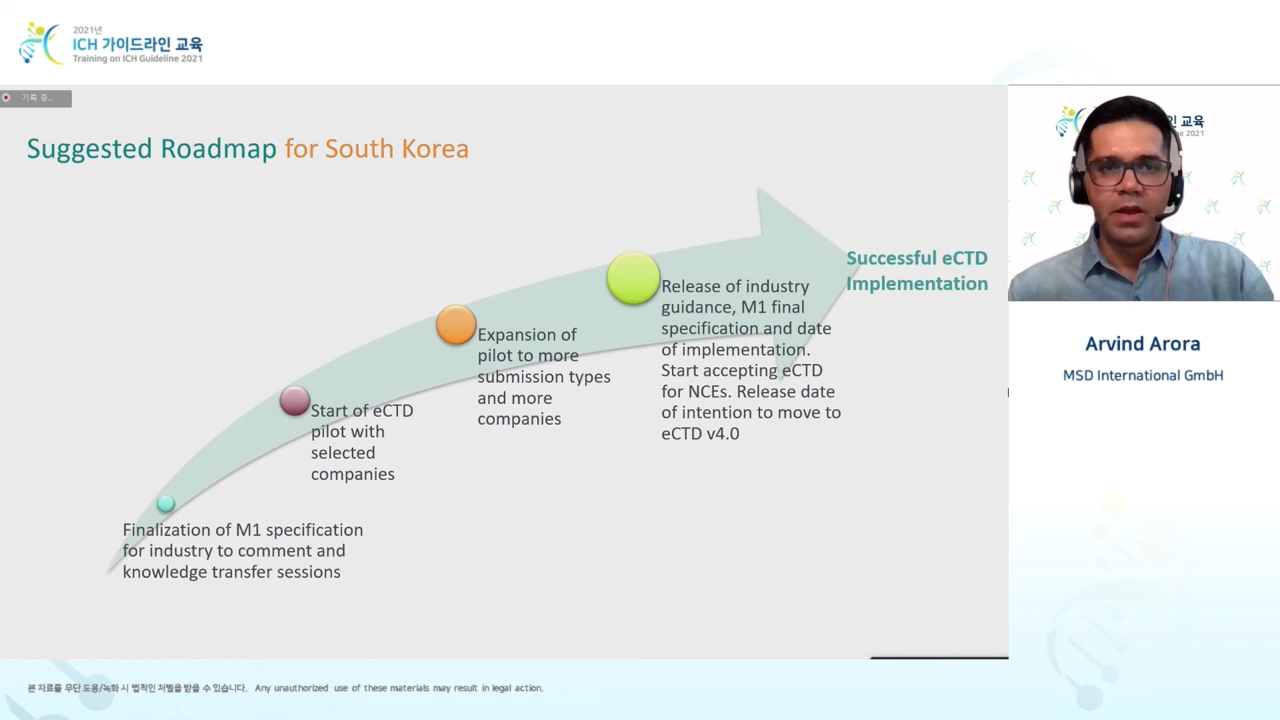 2021년
ICH 가이드라인 교육
Training on ICH Guideline 2021
기록 중...
Suggested Roadmap for South Korea
Successful eCTD
Implementation
Release of industry
guidance, M1 final
specification and date
of implementation.
Start accepting eCTD
for NCEs. Release date
of intention to move to
eCTD v4.0
Expansion of
pilot to more
submission types
and more
companies
Start of eCTD
pilot with
selected
companies
Finalization of M1 specification
for industry to comment and
knowledge transfer sessions
교육
2021
Arvind Arora
MSD International GmbH
본 자료를 무단 도용/녹화 시 법적인 처벌을 받을 수 있습니다. Any unauthorized use of these materials may result in legal action.